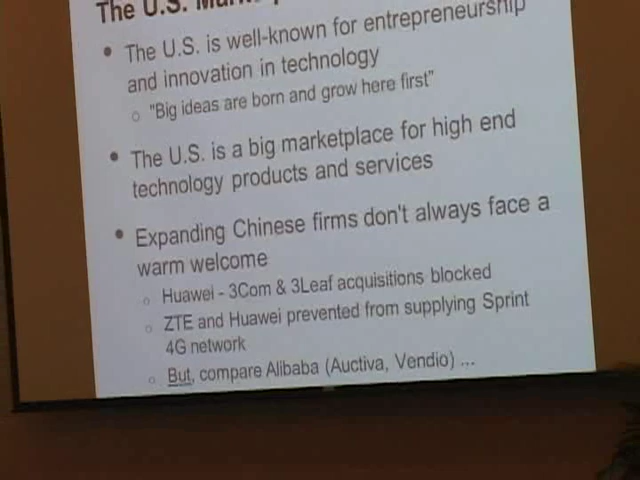 The U.S.
• The U.S. is well-known for entrepreneurship
and innovation in technology
o "Big ideas are born and grow here first"
• The U.S. is a big marketplace for high end
technology products and services
• Expanding Chinese firms don't always face a
warm welcome
o Huawei - 3Com & 3Leaf acquisitions blocked
o ZTE and Huawei prevented from supplying Sprint
4G network
o But, compare Alibaba (Auctiva, Vendio) ...